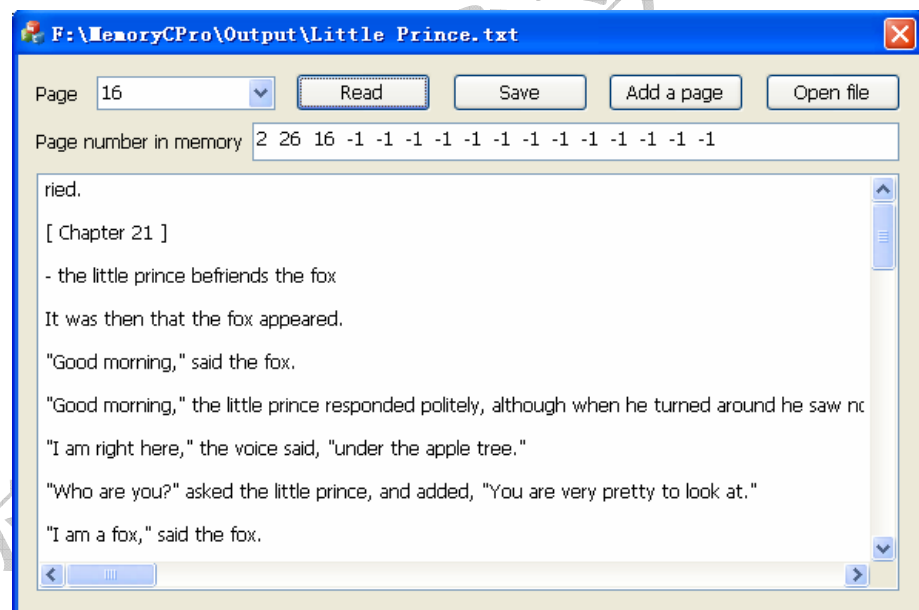 F:\MemoryCPro\Output\Little Prince.txt
Page 16 Read Save Add a page Open file
Page number in memory 2 26 16 -1 -1 -1 -1 -1 -1 -1 -1 -1 -1 -1 -1 -1
ried.
[ Chapter 21 ]
- the little prince befriends the fox
It was then that the fox appeared.
"Good morning," said the fox.
"Good morning," the little prince responded politely, although when he turned around he saw
"I am right here," the voice said, "under the apple tree."
"Who are you?" asked the little prince, and added, "You are very pretty to look at."
"I am a fox," said the fox.